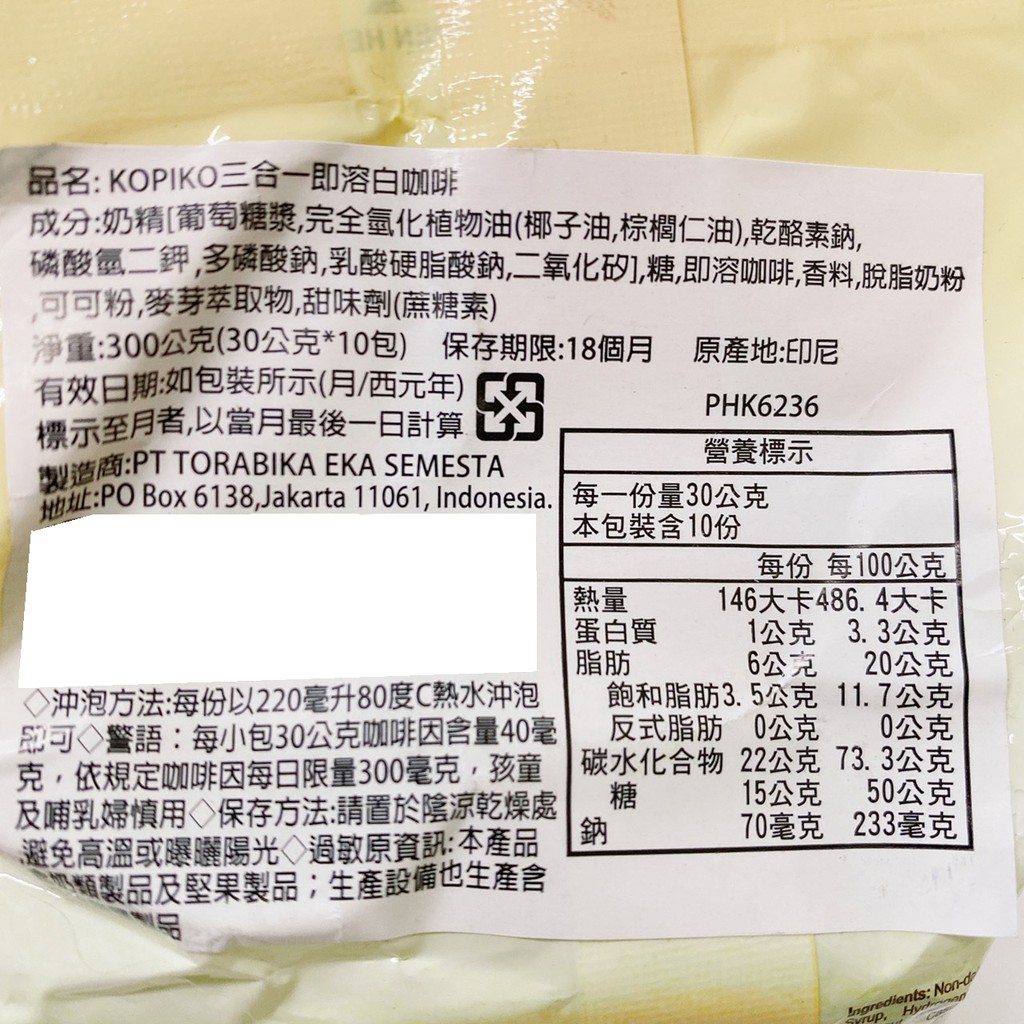 品名: KOPIKO三合一即溶白咖啡
成分:奶精[葡萄糖漿,完全氫化植物油(椰子油,棕櫚仁油),乾酪素鈉,
磷酸氫二鉀,多磷酸鈉,乳酸硬脂酸鈉,二氧化矽],糖,即溶咖啡,香料,脫脂奶粉
,可可粉,麥芽萃取物,甜味劑(蔗糖素)
淨重:300公克(30公克*10包) 保存期限:18個月 原產地:印尼
有效日期:如包裝所示(月/西元年)
標示至月者,以當月最後一日計算
PHK6236
製造商:PT TORABIKA EKA SEMESTA
地址:PO Box 6138,Jakarta 11061, Indonesia.
◇沖泡方法:每份以220毫升80度C熱水沖泡
即可◇警語：每小包30公克咖啡因含量40毫
克，依規定咖啡因每日限量300毫克，孩童
及哺乳婦慎用◇保存方法:請置於陰涼乾燥處
,避免高溫或曝曬陽光◇過敏原資訊:本產品
奶類製品及堅果製品；生產設備也生產含
製品
營養標示
每一份量30公克
本包裝含10份
每份 每100公克
熱量 146大卡 486.4大卡
蛋白質 1公克 3.3公克
脂肪 6公克 20公克
飽和脂肪 3.5公克 11.7公克
反式脂肪 0公克 0公克
碳水化合物 22公克 73.3公克
糖 15公克 50公克
鈉 70毫克 233毫克
Ingredients: Non-da
Syrup,